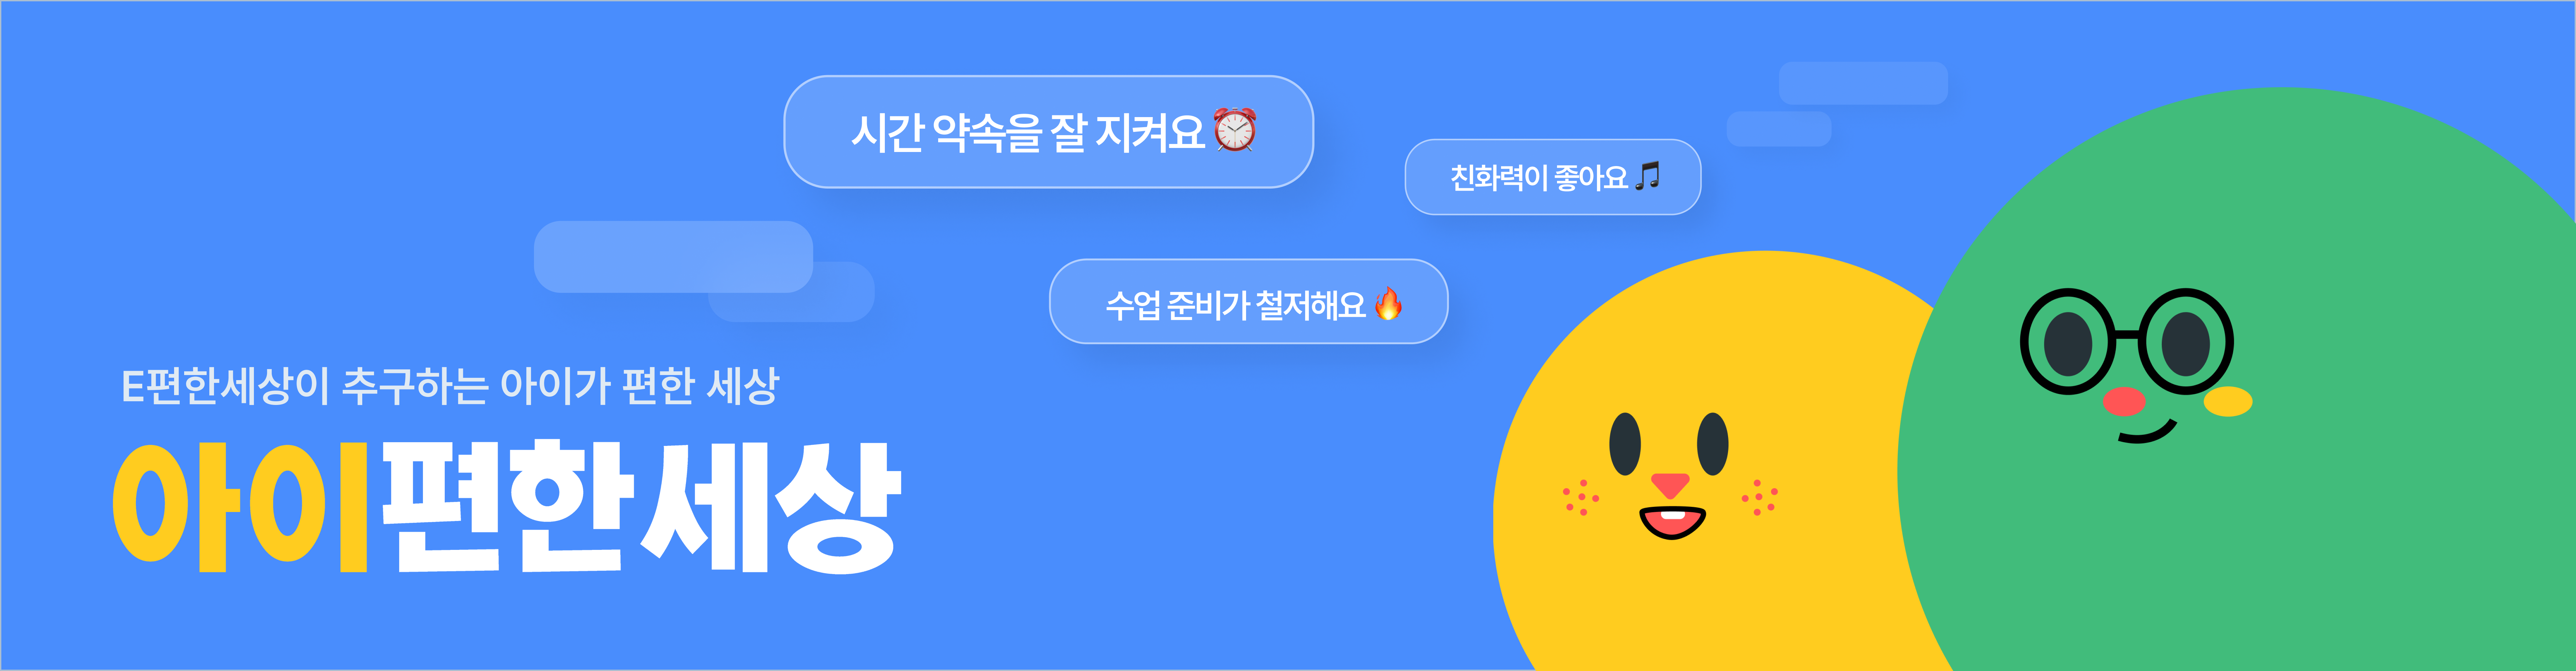 시간 약속을 잘 지켜요 ⏰
친화력이 좋아요 🎵
수업 준비가 철저해요 🔥
E편한세상이 추구하는 아이가 편한 세상
아이편한세상